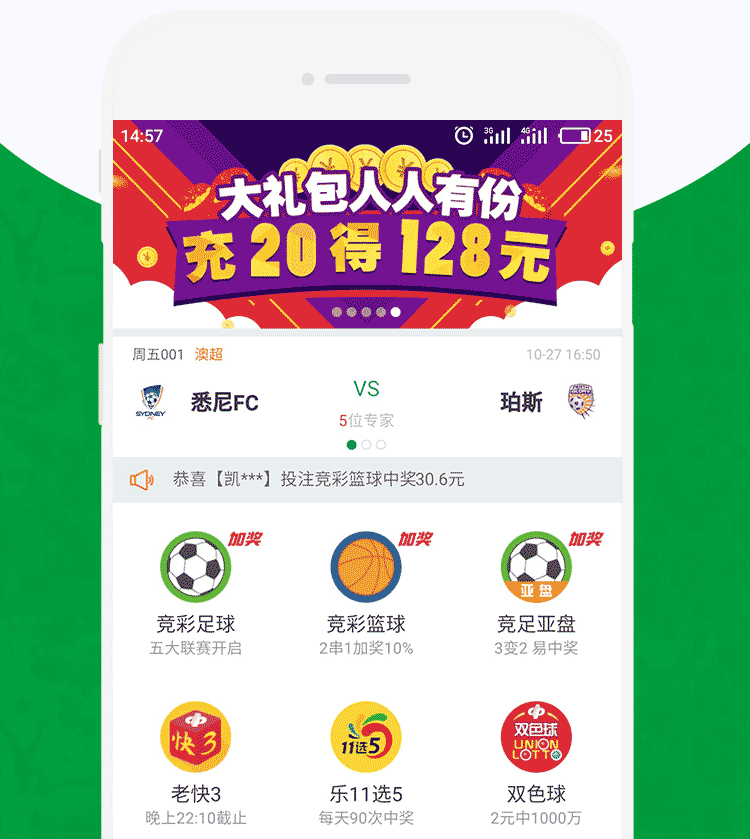 14:57
3G
4G
25
大礼包人人有份
充20得128元
周五001 澳超
10-27 16:50
SYDNEY
悉尼FC
VS
珀斯
5位专家
恭喜【凯***】投注竞彩篮球中奖30.6元
加奖
加奖
加奖
亚盘
竞彩足球
竞彩篮球
竞足亚盘
五大联赛开启
2串1加奖10%
3变2 易中奖
快3
11选5
双色球
UNION
LOTTO
老快3
乐11选5
双色球
晚上22:10截止
每天90次中奖
2元中1000万